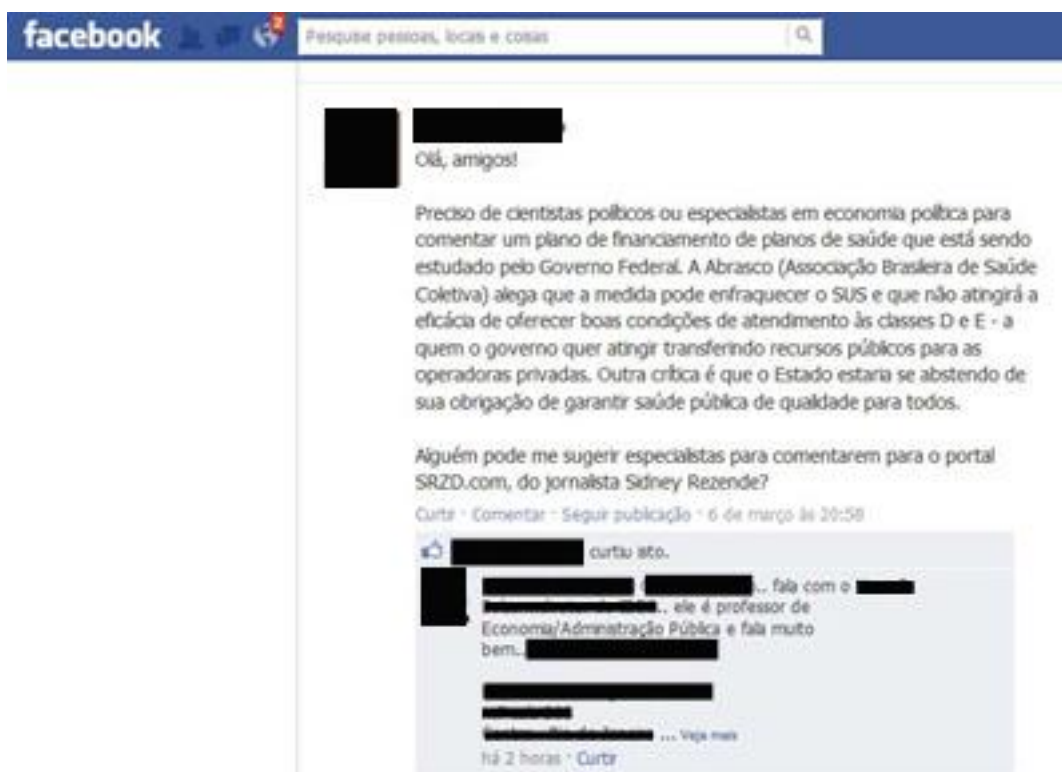 facebook
2
Pesquise pessoas, locais e coisas
Olá, amigos!
Preciso de cientistas políticos ou especialistas em economia política para
comentar um plano de financiamento de planos de saúde que está sendo
estudado pelo Governo Federal. A Abrasco (Associação Brasileira de Saúde
Coletiva) alega que a medida pode enfraquecer o SUS e que não atingirá a
eficácia de oferecer boas condições de atendimento às classes D e E - a
quem o governo quer atingir transferindo recursos públicos para as
operadoras privadas. Outra crítica é que o Estado estaria se abstendo de
sua obrigação de garantir saúde pública de qualidade para todos.
Alguém pode me sugerir especialistas para comentarem para o portal
SRZD.com, do jornalista Sidney Rezende?
Curtir · Comentar · Seguir publicação · 6 de março às 20:58
curtiu isto.
.. fala com o
.. ele é professor de
Economia/Administração Pública e fala muito
bem..
... Veja mais
há 2 horas · Curtir